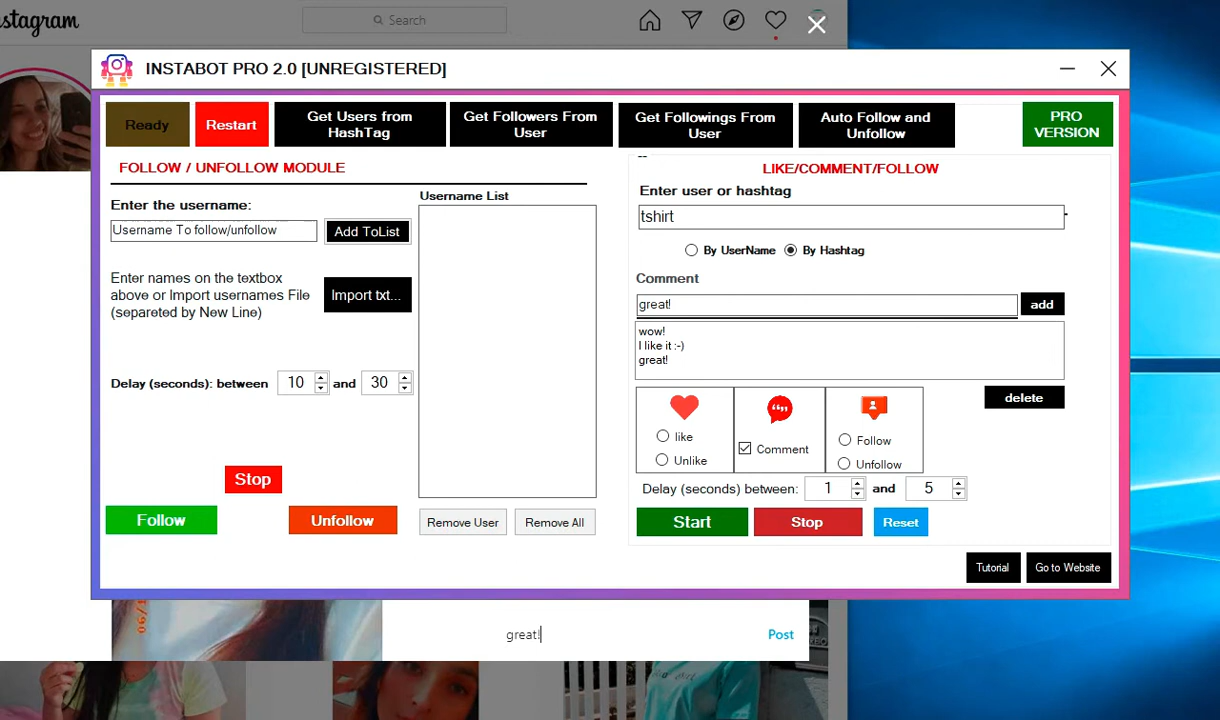 nstagram
Search
INSTABOT PRO 2.0 [UNREGISTERED]
Ready
Restart
Get Users from
HashTag
Get Followers From
User
Get Followings From
User
Auto Follow and
Unfollow
PRO
VERSION
FOLLOW / UNFOLLOW MODULE
Enter the username:
Username To follow/unfollow
Add ToList
Enter names on the textbox
above or Import usernames File
(separeted by New Line)
Import txt...
Delay (seconds): between 10 and 30
Stop
Follow
Unfollow
Username List
Remove User
Remove All
LIKE/COMMENT/FOLLOW
Enter user or hashtag
tshirt
By UserName
By Hashtag
Comment
great!
add
wow!
I like it :-)
great!
delete
like
Unlike
Comment
Follow
Unfollow
Delay (seconds) between: 1 and 5
Start
Stop
Reset
Tutorial
Go to Website
great!
Post